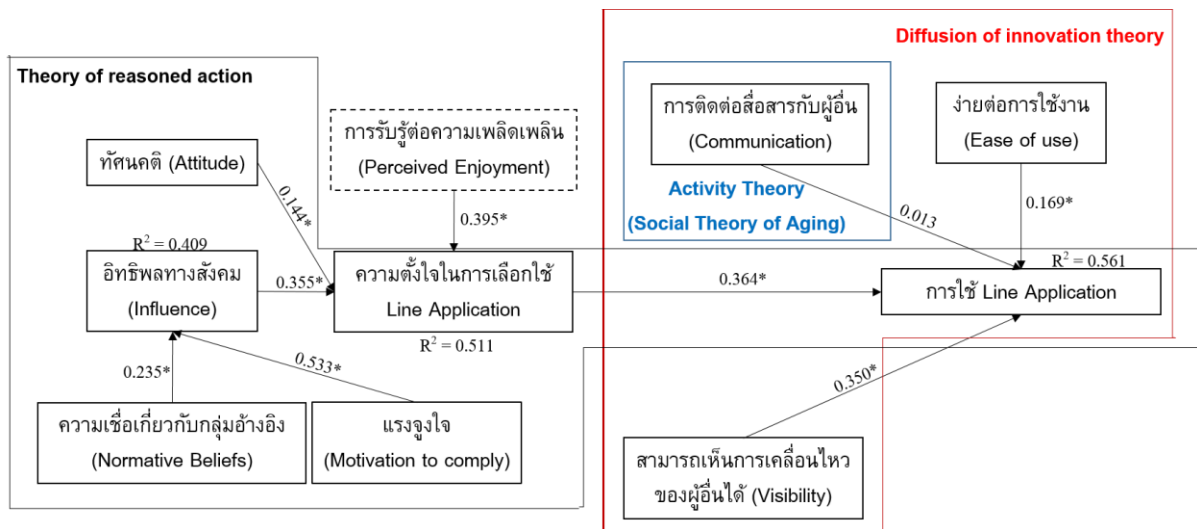 Diffusion of innovation theory
Theory of reasoned action
การติดต่อสื่อสารกับผู้อื่น
(Communication)
ง่ายต่อการใช้งาน
(Ease of use)
การรับรู้ต่อความเพลิดเพลิน
(Perceived Enjoyment)
ทัศนคติ (Attitude)
Activity Theory
(Social Theory of Aging)
0.144*
0.395*
0.013
0.169*
R² = 0.409
อิทธิพลทางสังคม
(Influence)
0.355*
ความตั้งใจในการเลือกใช้
Line Application
R² = 0.511
0.364*
R² = 0.561
การใช้ Line Application
0.235*
0.533*
0.350*
ความเชื่อเกี่ยวกับกลุ่มอ้างอิง
(Normative Beliefs)
แรงจูงใจ
(Motivation to comply)
สามารถเห็นการเคลื่อนไหว
ของผู้อื่นได้ (Visibility)